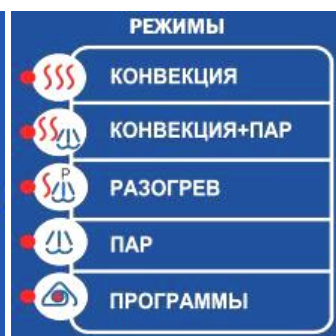 РЕЖИМЫ
КОНВЕКЦИЯ
КОНВЕКЦИЯ+ПАР
P
РАЗОГРЕВ
ПАР
ПРОГРАММЫ